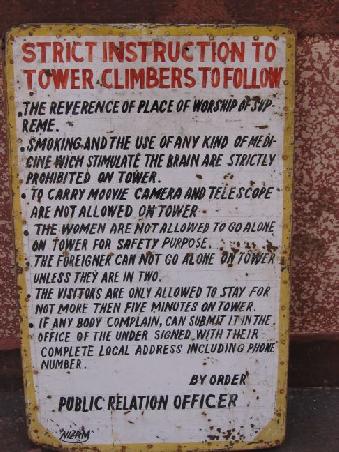 STRICT INSTRUCTION TO
TOWER CLIMBERS TO FOLLOW
• THE REVERENCE OF PLACE OF WORSHIP OF SUP-
REME.
• SMOKING AND THE USE OF ANY KIND OF MEDI-
CINE WICH STIMULATE THE BRAIN ARE STRICTLY
PROHIBITED ON TOWER.
• TO CARRY MOOVIE CAMERA AND TELESCOPE
ARE NOT ALLOWED ON TOWER
• THE WOMEN ARE NOT ALLOWED TO GO ALONE
ON TOWER FOR SAFETY PURPOSE.
• THE FOREIGNER CAN NOT GO ALONE ON TOWER
UNLESS THEY ARE IN TWO.
• THE VISITORS ARE ONLY ALLOWED TO STAY FOR
NOT MORE THEN FIVE MINUTES ON TOWER.
• IF ANY BODY COMPLAIN, CAN SUBMIT IT IN THE
OFFICE OF THE UNDER SIGNED WITH THEIR
COMPLETE LOCAL ADDRESS INCLUDING PHONE
NUMBER.
BY ORDER
PUBLIC RELATION OFFICER
NIZAM